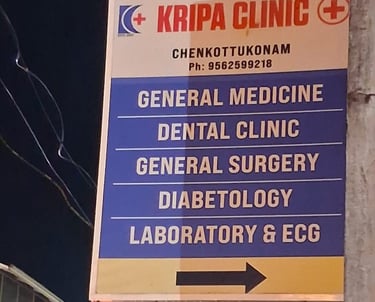 KRIPA CLINIC
CHENKOTTUKONAM
Ph: 9562599218
GENERAL MEDICINE
DENTAL CLINIC
GENERAL SURGERY
DIABETOLOGY
LABORATORY & ECG